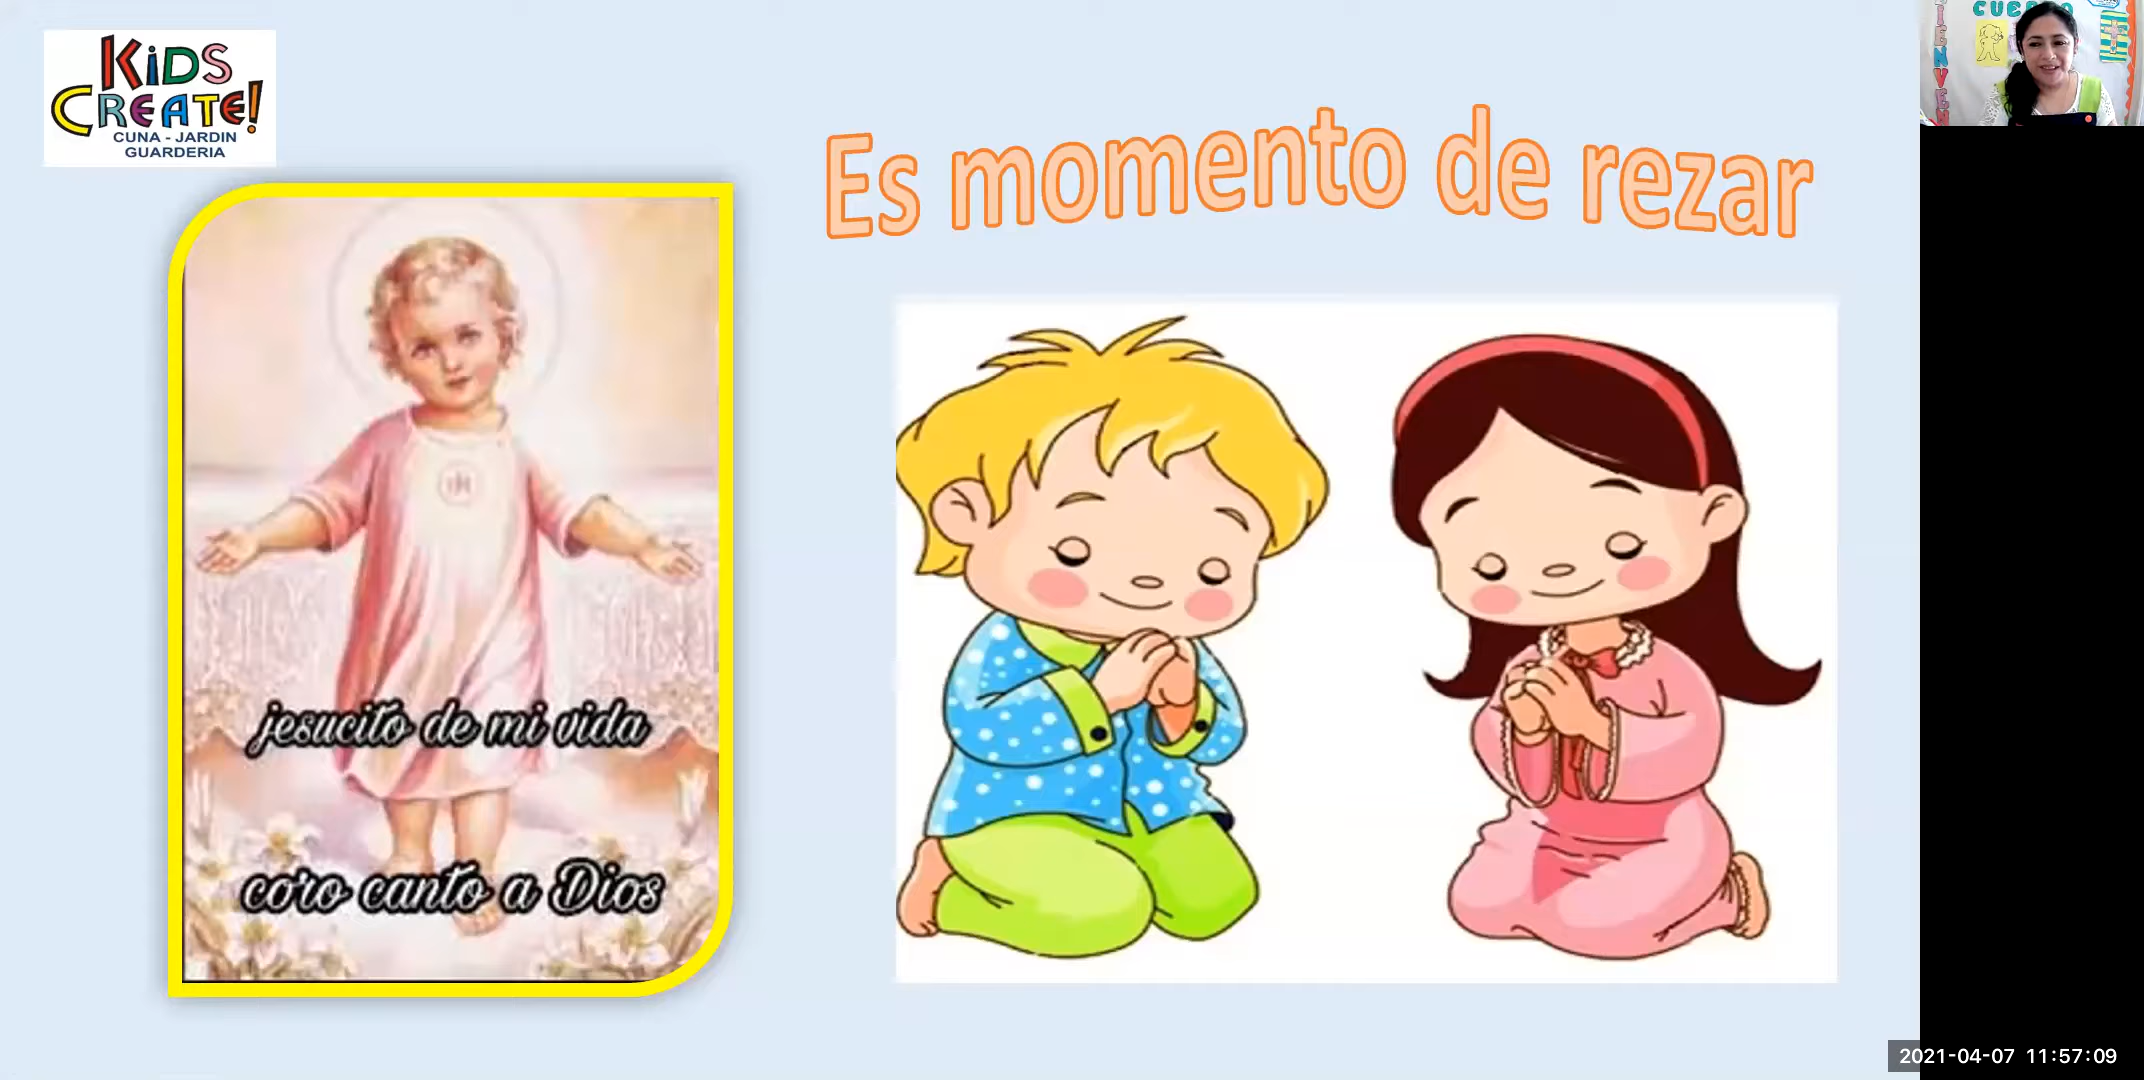 KiDS
CREATE!
CUNA - JARDIN
GUARDERIA
Es momento de rezar
jesucito de mi vida
coro canto a Dios
2021-04-07 11:57:09